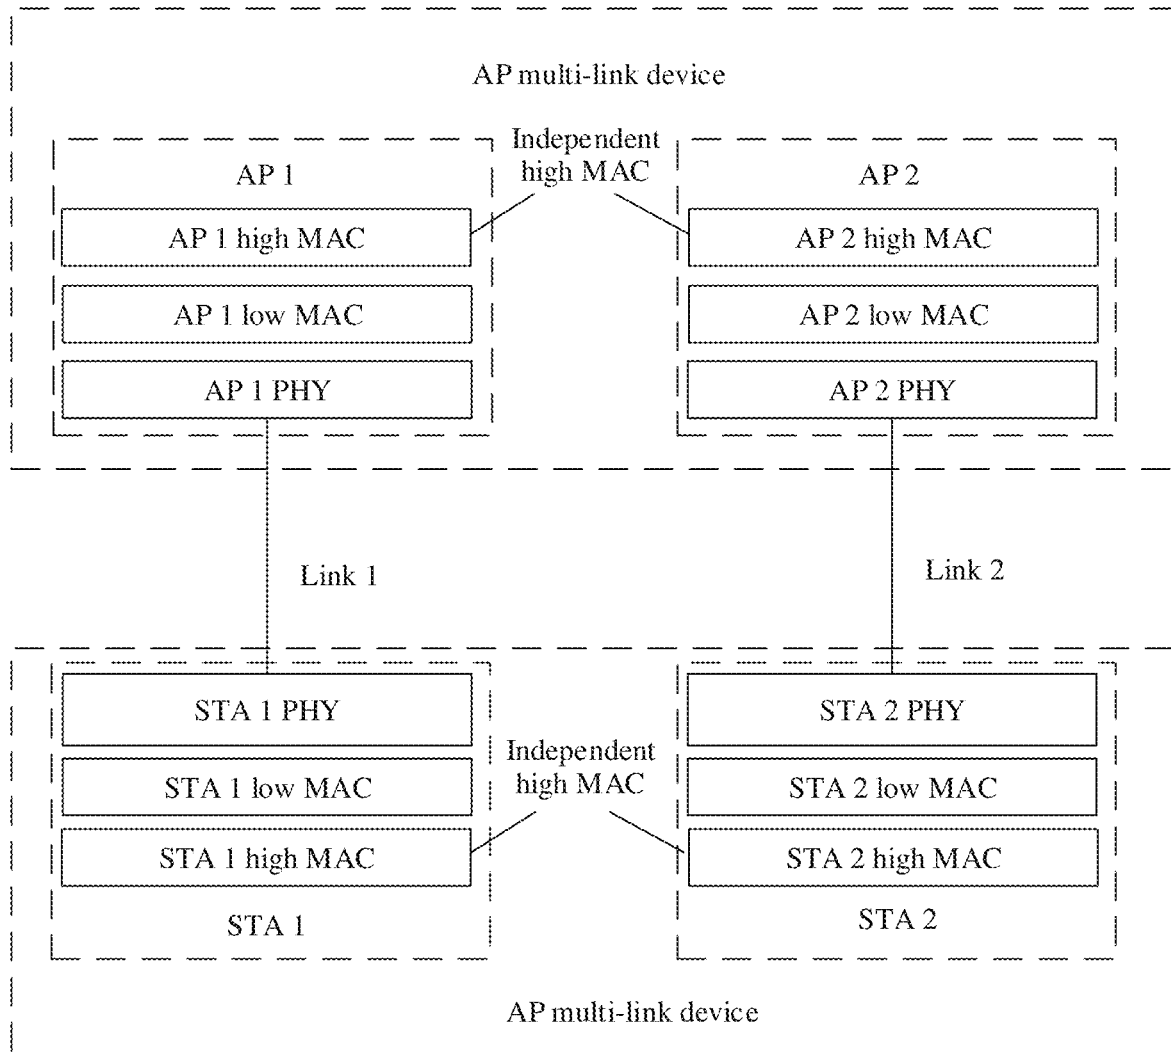 AP multi-link device
Independent
high MAC
AP 1
AP 2
AP 1 high MAC
AP 2 high MAC
AP 1 low MAC
AP 2 low MAC
AP 1 PHY
AP 2 PHY
Link 1
Link 2
STA 1 PHY
STA 2 PHY
Independent
high MAC
STA 1 low MAC
STA 2 low MAC
STA 1 high MAC
STA 2 high MAC
STA 1
STA 2
AP multi-link device